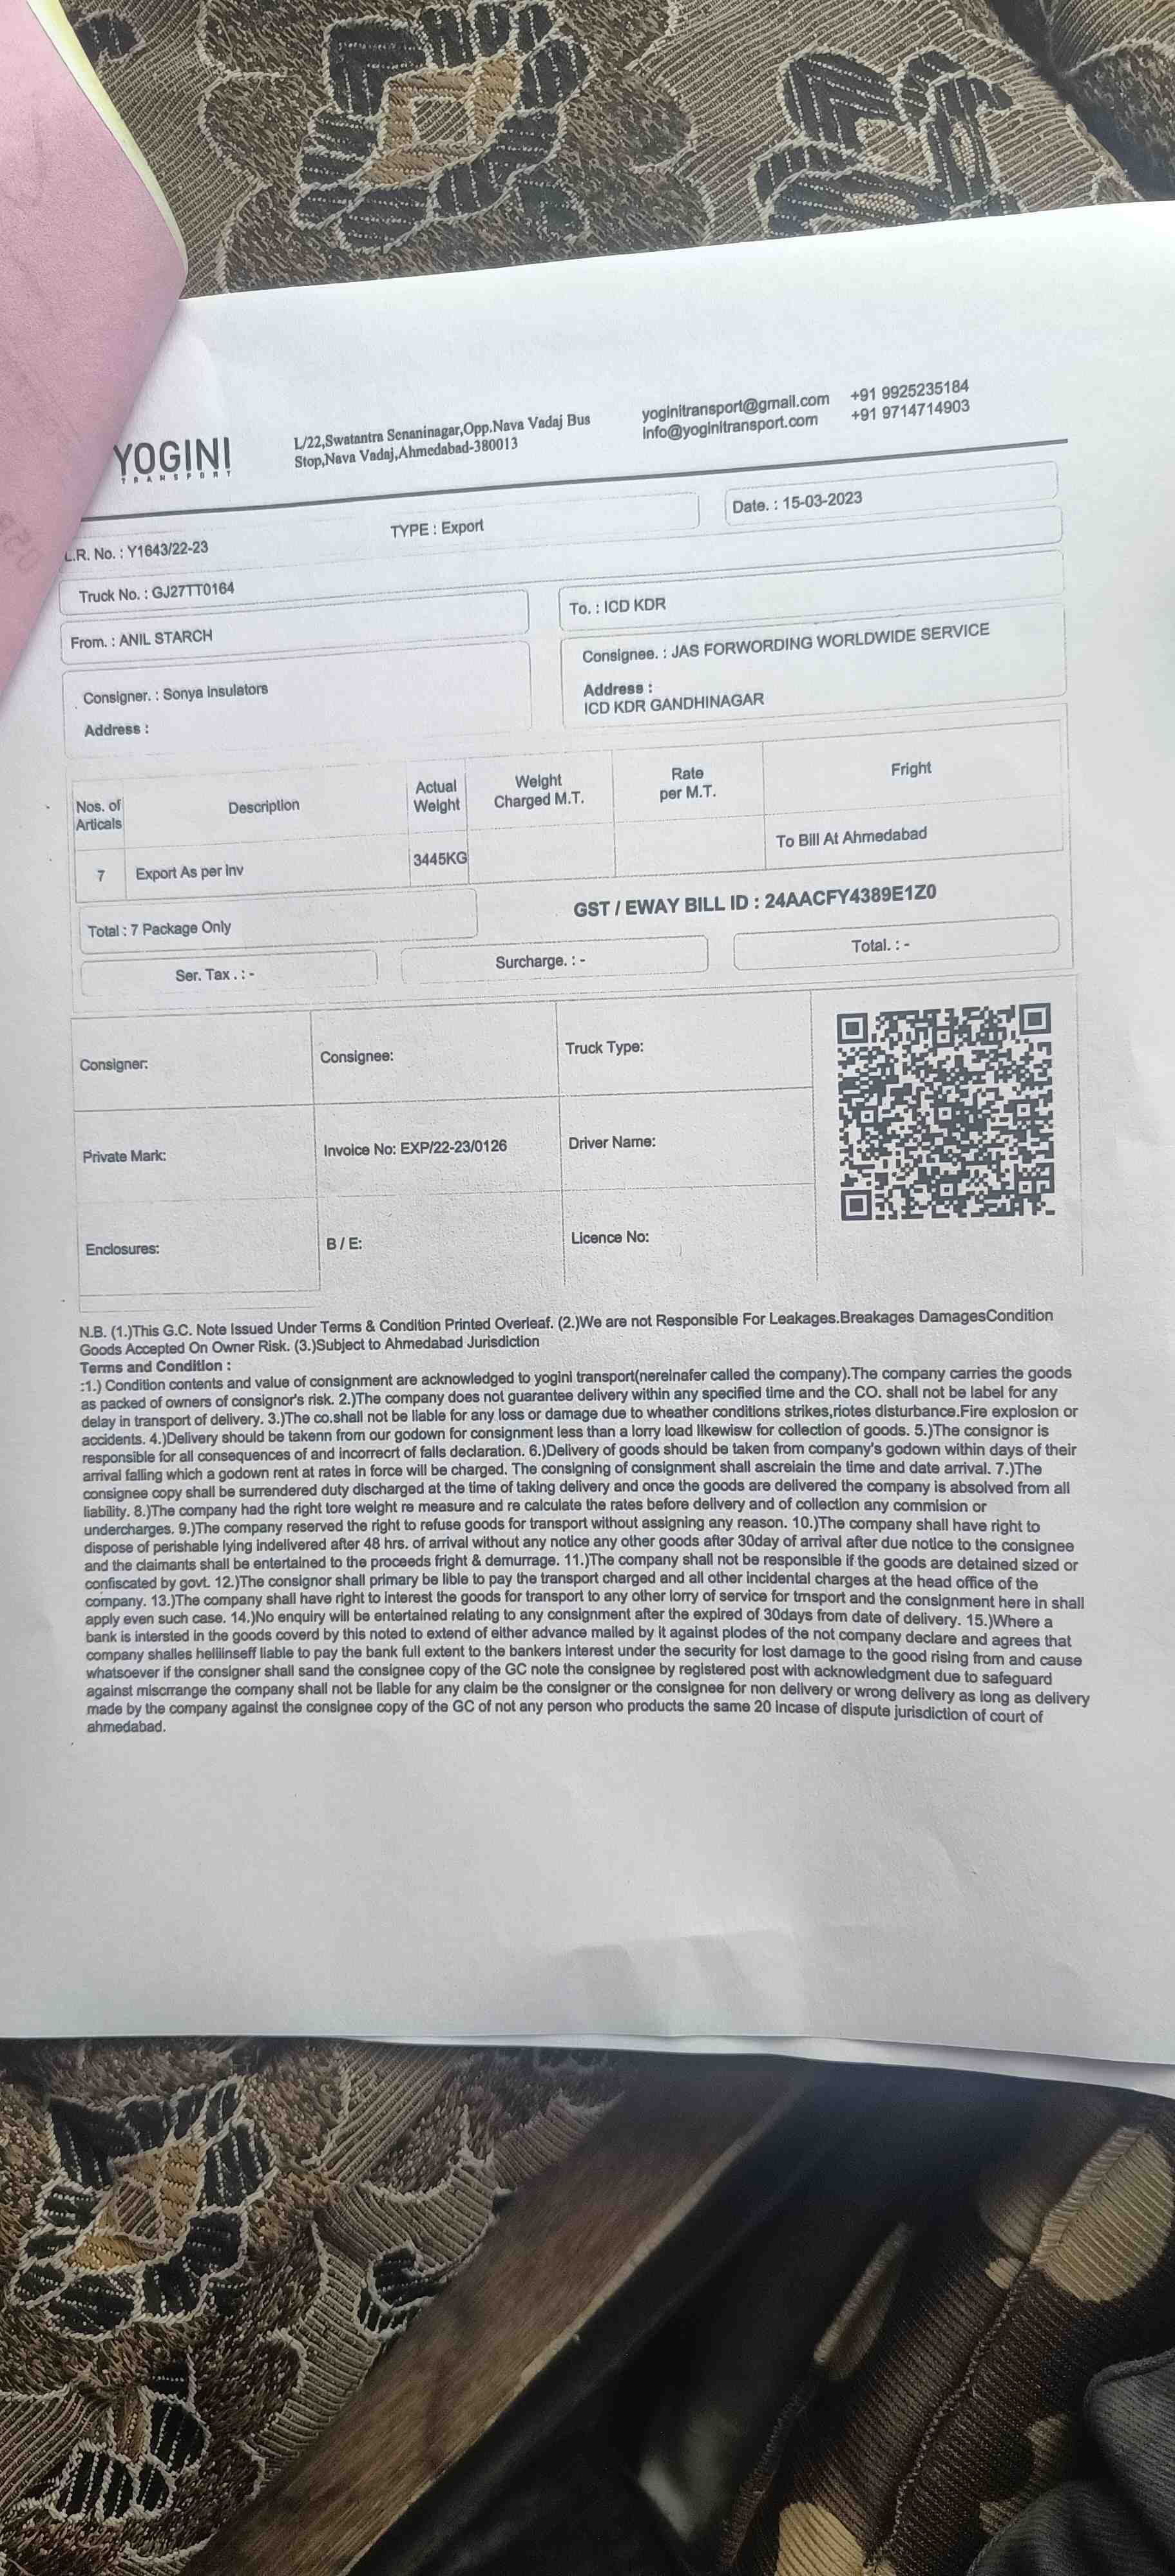 YOGINI
TRANSPORT
L/22,Swatantra Senaninagar,Opp.Nava Vadaj Bus
Stop,Nava Vadaj,Ahmedabad-380013
yoginitransport@gmail.com
info@yoginitransport.com
+91 9925235184
+91 9714714903
L.R. No. : Y1643/22-23
TYPE : Export
Date. : 15-03-2023
Truck No. : GJ27TT0164
From. : ANIL STARCH
To. : ICD KDR
Consigner. : Sonya Insulators
Address :
Consignee. : JAS FORWORDING WORLDWIDE SERVICE
Address :
ICD KDR GANDHINAGAR
Nos. of
Articals
Description
Actual
Weight
Weight
Charged M.T.
Rate
per M.T.
Fright
7
Export As per Inv
3445KG
To Bill At Ahmedabad
Total : 7 Package Only
GST / EWAY BILL ID : 24AACFY4389E1Z0
Ser. Tax . : -
Surcharge. : -
Total. : -
Consigner:
Consignee:
Truck Type:
Private Mark:
Invoice No: EXP/22-23/0126
Driver Name:
Enclosures:
B / E:
Licence No:
N.B. (1.)This G.C. Note Issued Under Terms & Condition Printed Overleaf. (2.)We are not Responsible For Leakages.Breakages DamagesCondition
Goods Accepted On Owner Risk. (3.)Subject to Ahmedabad Jurisdiction
Terms and Condition :
:1.) Condition contents and value of consignment are acknowledged to yogini transport(nereinafer called the company).The company carries the goods
as packed of owners of consignor's risk. 2.)The company does not guarantee delivery within any specified time and the CO. shall not be label for any
delay in transport of delivery. 3.)The co.shall not be liable for any loss or damage due to wheather conditions strikes,riotes disturbance.Fire explosion or
accidents. 4.)Delivery should be takenn from our godown for consignment less than a lorry load likewisw for collection of goods. 5.)The consignor is
responsible for all consequences of and incorrecrt of falls declaration. 6.)Delivery of goods should be taken from company's godown within days of their
arrival falling which a godown rent at rates in force will be charged. The consigning of consignment shall ascreiain the time and date arrival. 7.)The
consignee copy shall be surrendered duty discharged at the time of taking delivery and once the goods are delivered the company is absolved from all
liability. 8.)The company had the right tore weight re measure and re calculate the rates before delivery and of collection any commision or
undercharges. 9.)The company reserved the right to refuse goods for transport without assigning any reason. 10.)The company shall have right to
dispose of perishable lying indelivered after 48 hrs. of arrival without any notice any other goods after 30day of arrival after due notice to the consignee
and the claimants shall be entertained to the proceeds fright & demurrage. 11.)The company shall not be responsible if the goods are detained sized or
confiscated by govt. 12.)The consignor shall primary be lible to pay the transport charged and all other incidental charges at the head office of the
company. 13.)The company shall have right to interest the goods for transport to any other lorry of service for trnsport and the consignment here in shall
apply even such case. 14.)No enquiry will be entertained relating to any consignment after the expired of 30days from date of delivery. 15.)Where a
bank is intersted in the goods coverd by this noted to extend of either advance mailed by it against plodes of the not company declare and agrees that
company shalles helliinseff liable to pay the bank full extent to the bankers interest under the security for lost damage to the good rising from and cause
whatsoever if the consigner shall sand the consignee copy of the GC note the consignee by registered post with acknowledgment due to safeguard
against miscrrange the company shall not be liable for any claim be the consigner or the consignee for non delivery or wrong delivery as long as delivery
made by the company against the consignee copy of the GC of not any person who products the same 20 incase of dispute jurisdiction of court of
ahmedabad.